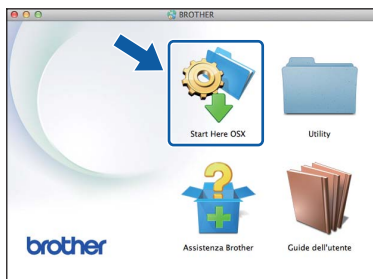 BROTHER
Start Here OSX
Utility
Assistenza Brother
Guide dell'utente
brother